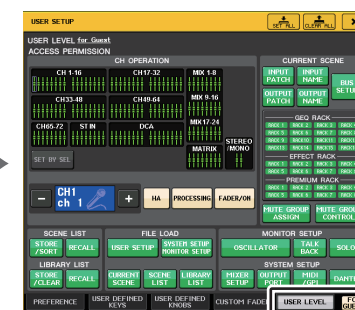 USER SETUP
SET ALL
CLEAR ALL
USER LEVEL for Guest
ACCESS PERMISSION
CH OPERATION
CH 1-16
CH17-32
MIX 1-8
CH33-48
CH49-64
MIX 9-16
CH65-72
ST IN
DCA
MIX17-24
STEREO
/MONO
MATRIX
SET BY SEL
CH1
ch 1
HA
PROCESSING
FADER/ON
CURRENT SCENE
INPUT PATCH
INPUT NAME
OUTPUT PATCH
OUTPUT NAME
BUS SETU
GEQ RACK
EFFECT RACK
PREMIUM RACK
MUTE GROUP ASSIGN
MUTE GROUP CONTROL
SCENE LIST
STORE /SORT
RECALL
FILE LOAD
USER SETUP
SYSTEM SETUP
MONITOR SETUP
MONITOR SETUP
OSCILLATOR
TALK BACK
SOLO
LIBRARY LIST
STORE /CLEAR
RECALL
CURRENT SCENE
SCENE LIST
LIBRARY LIST
SYSTEM SETUP
MIXER SETUP
OUTPUT PORT
MIDI /GPI
DANTE
PREFERENCE
USER DEFINED KEYS
USER DEFINED KNOBS
CUSTOM FADE
USER LEVEL